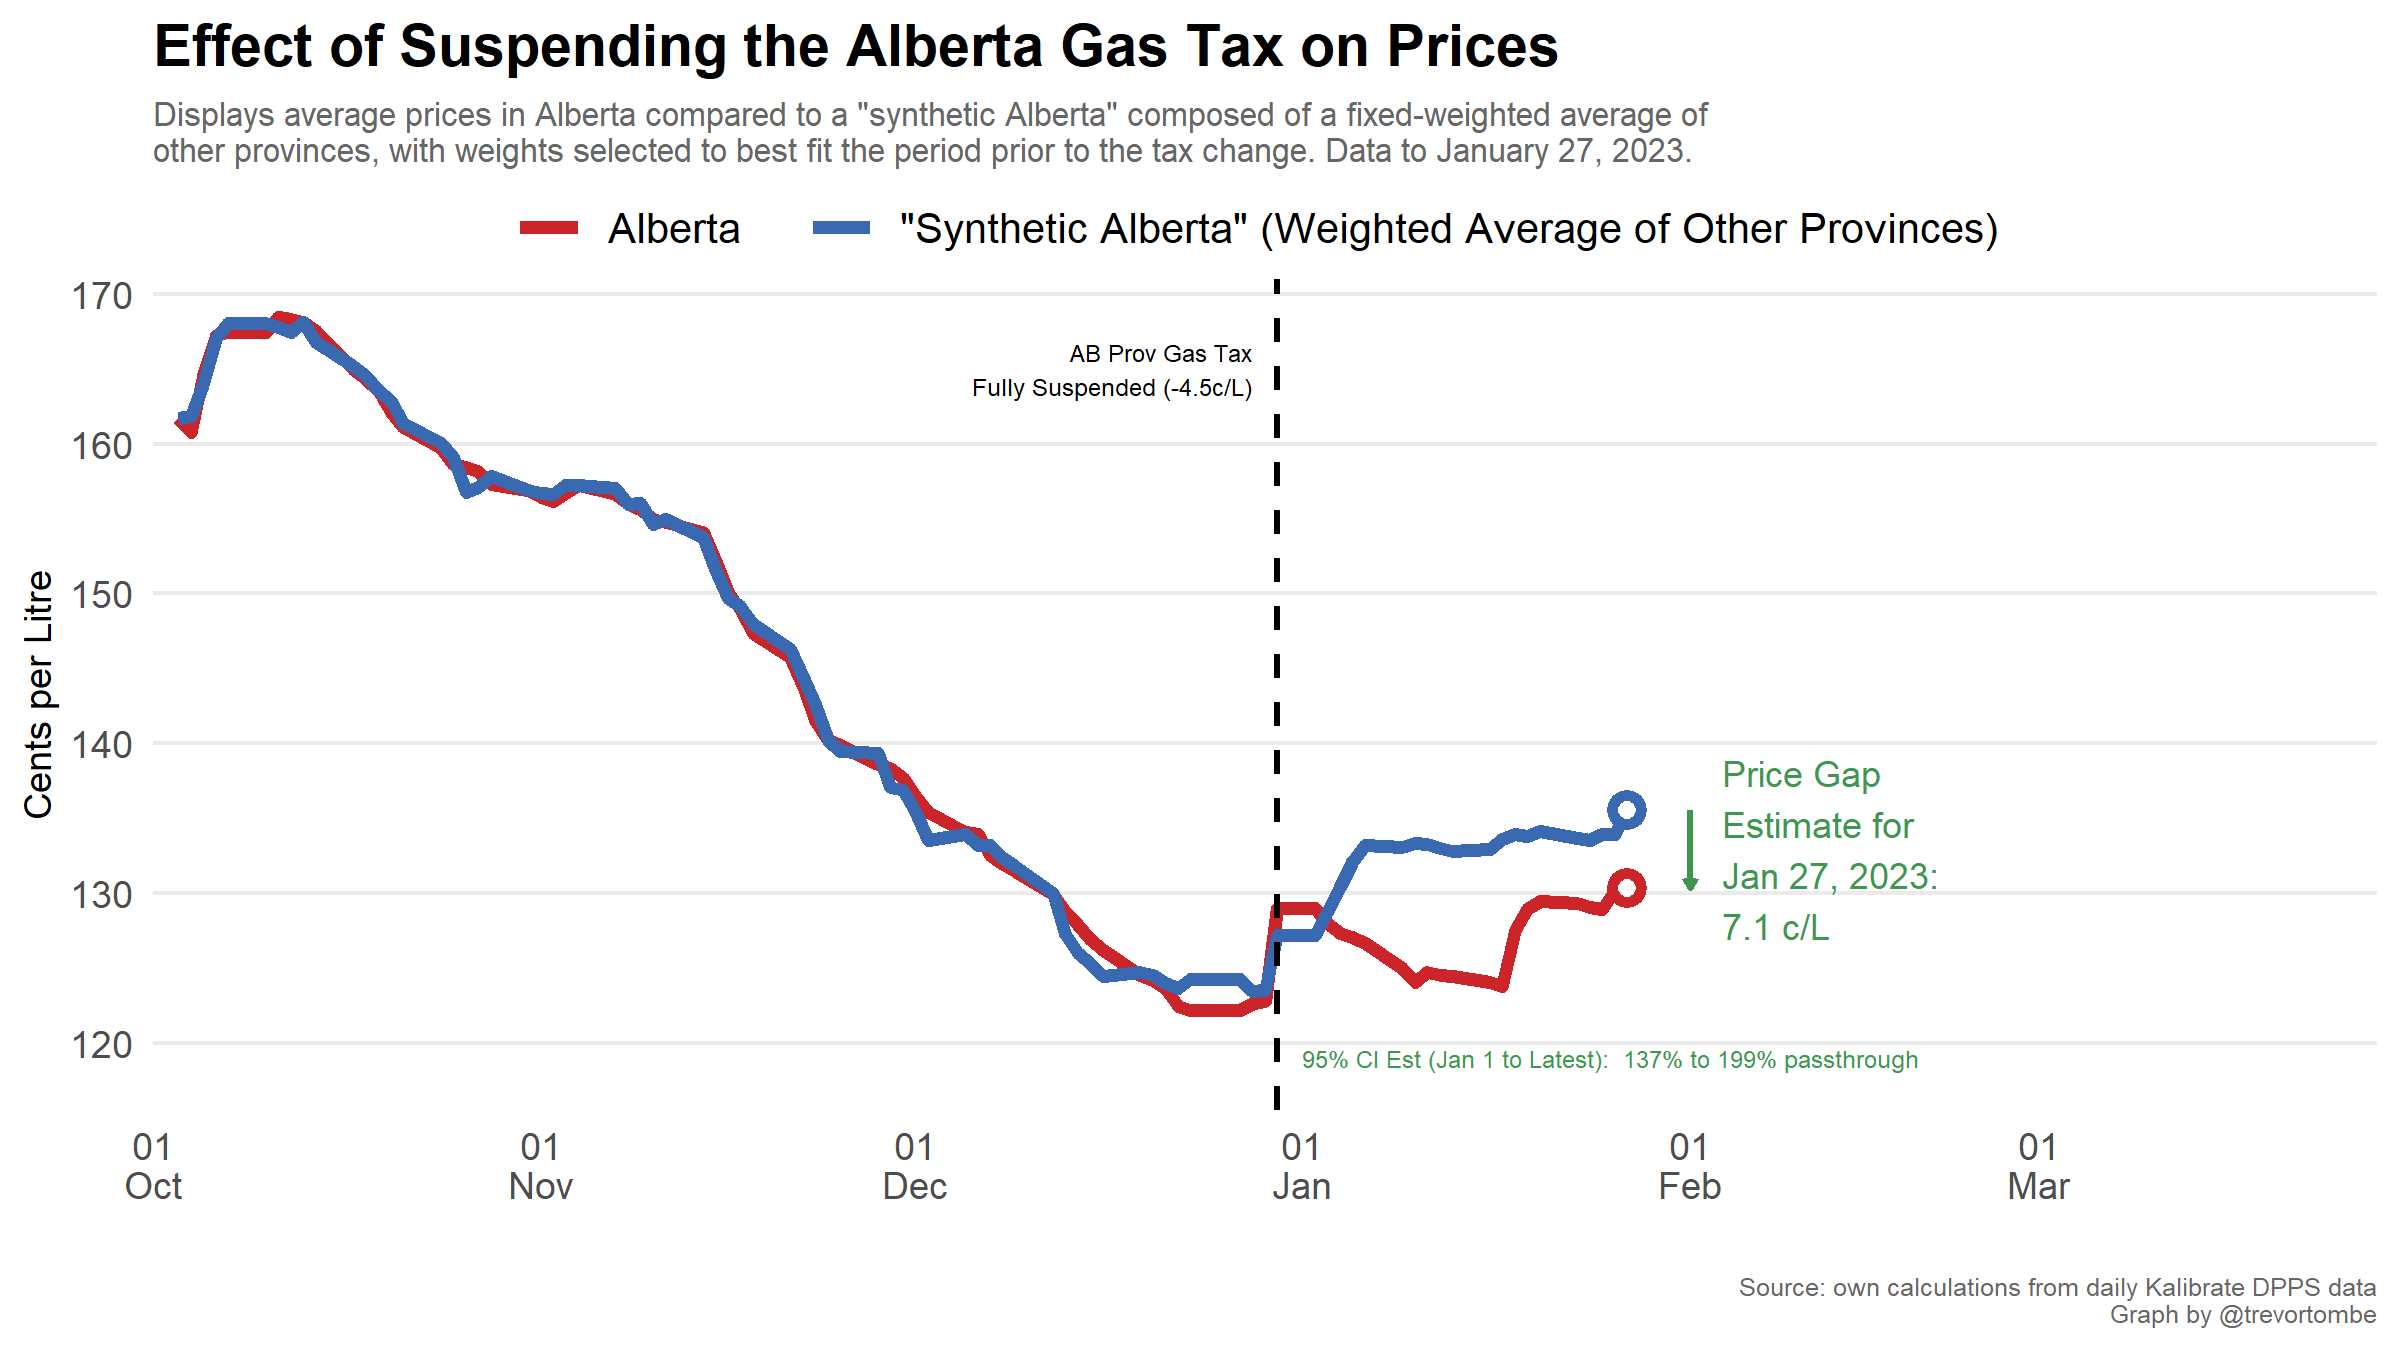 Effect of Suspending the Alberta Gas Tax on Prices
Displays average prices in Alberta compared to a "synthetic Alberta" composed of a fixed-weighted average of
other provinces, with weights selected to best fit the period prior to the tax change. Data to January 27, 2023.
Alberta
"Synthetic Alberta" (Weighted Average of Other Provinces)
170
160
150
140
130
120
Cents per Litre
AB Prov Gas Tax
Fully Suspended (-4.5c/L)
Price Gap
Estimate for
Jan 27, 2023:
7.1 c/L
95% CI Est (Jan 1 to Latest):  137% to 199% passthrough
01
Oct
01
Nov
01
Dec
01
Jan
01
Feb
01
Mar
Source: own calculations from daily Kalibrate DPPS data
Graph by @trevortombe